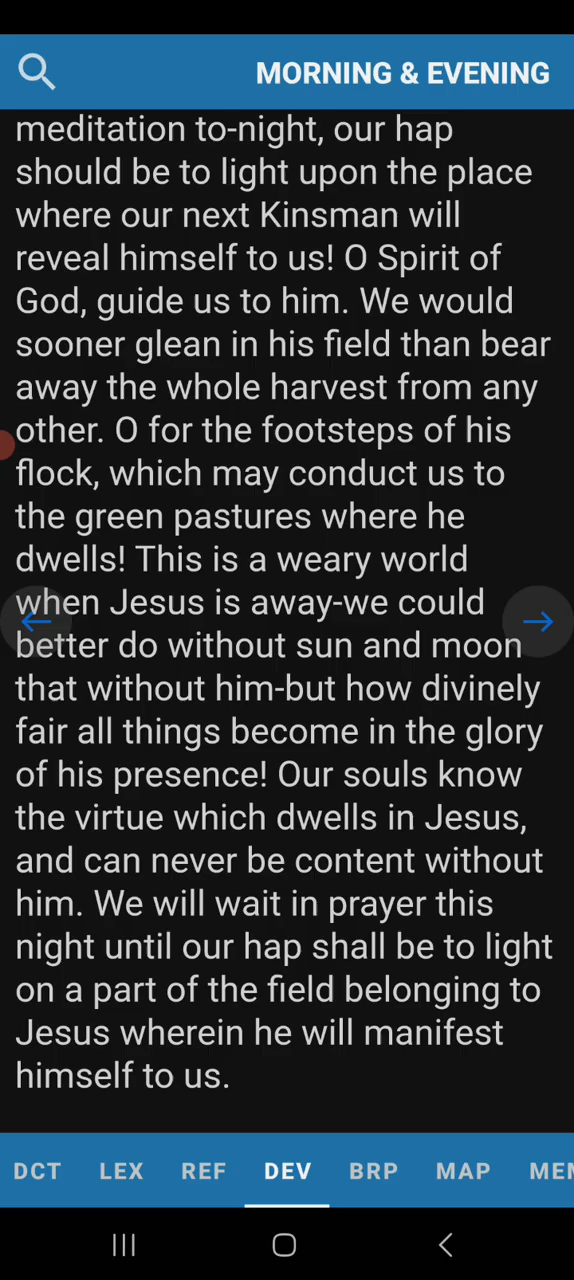 MORNING & EVENING
meditation to-night, our hap
should be to light upon the place
where our next Kinsman will
reveal himself to us! O Spirit of
God, guide us to him. We would
sooner glean in his field than bear
away the whole harvest from any
other. O for the footsteps of his
flock, which may conduct us to
the green pastures where he
dwells! This is a weary world
when Jesus is away-we could
better do without sun and moon
that without him-but how divinely
fair all things become in the glory
of his presence! Our souls know
the virtue which dwells in Jesus,
and can never be content without
him. We will wait in prayer this
night until our hap shall be to light
on a part of the field belonging to
Jesus wherein he will manifest
himself to us.
DCT LEX REF DEV BRP MAP MEM